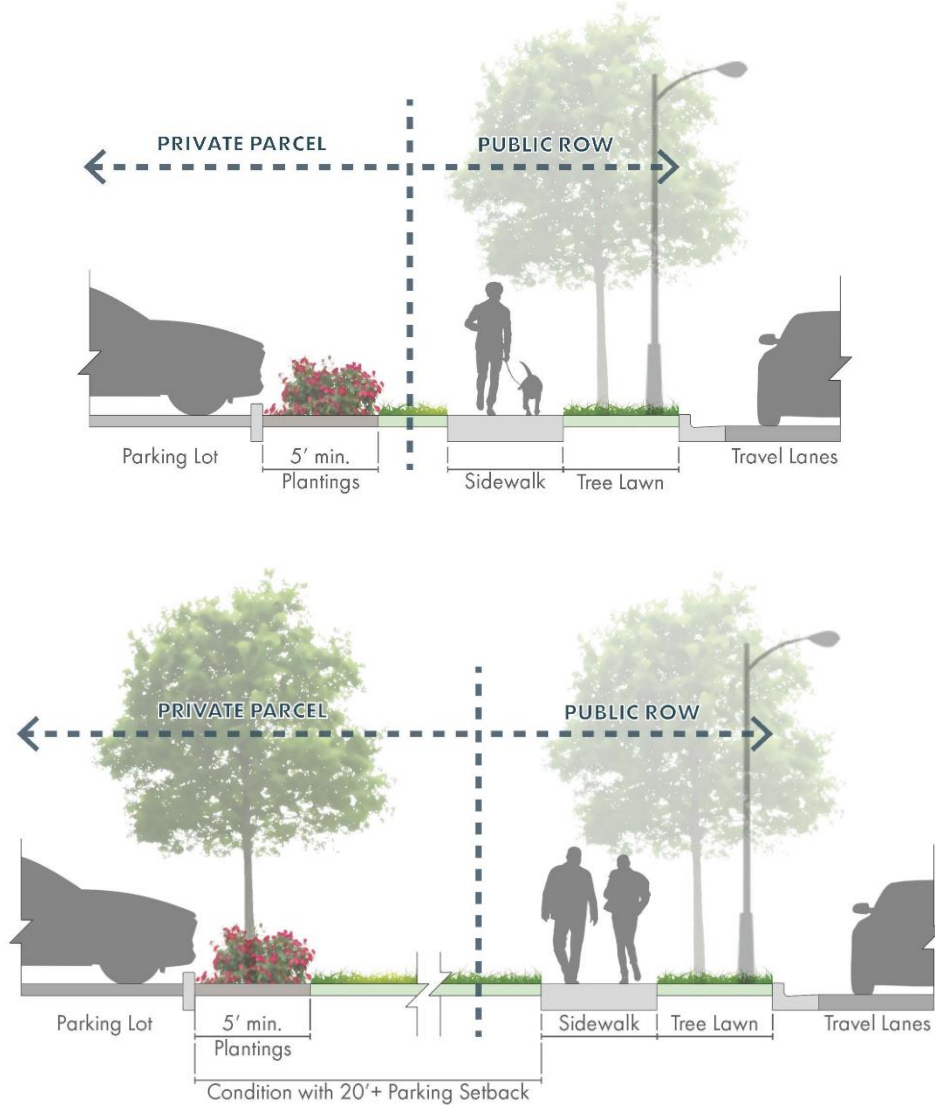 PRIVATE PARCEL
PUBLIC ROW
Parking Lot
5' min.
Plantings
Sidewalk
Tree Lawn
Travel Lanes
PRIVATE PARCEL
PUBLIC ROW
Parking Lot
5' min.
Plantings
Sidewalk
Tree Lawn
Travel Lanes
Condition with 20'+ Parking Setback